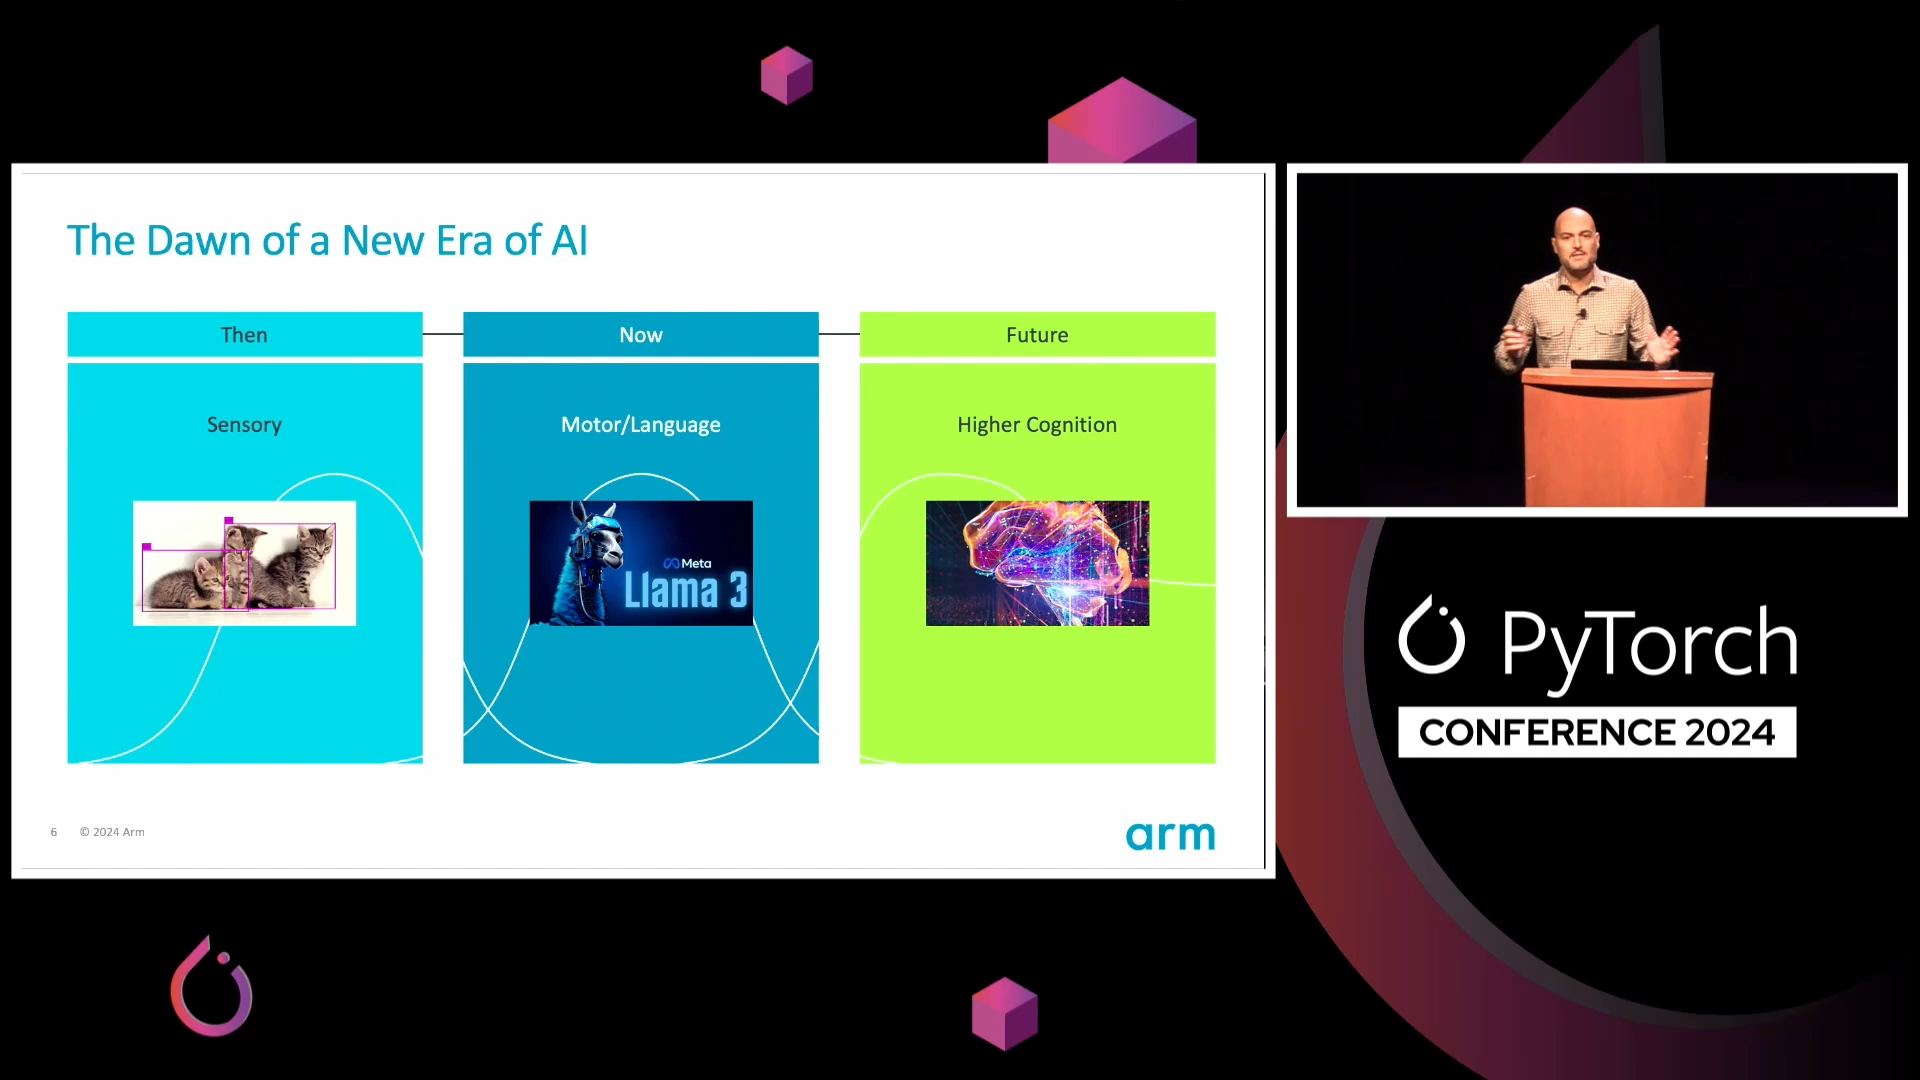 The Dawn of a New Era of AI
Then
Now
Future
Sensory
Motor/Language
Higher Cognition
Meta
Llama 3
6 © 2024 Arm
arm
PyTorch
CONFERENCE 2024